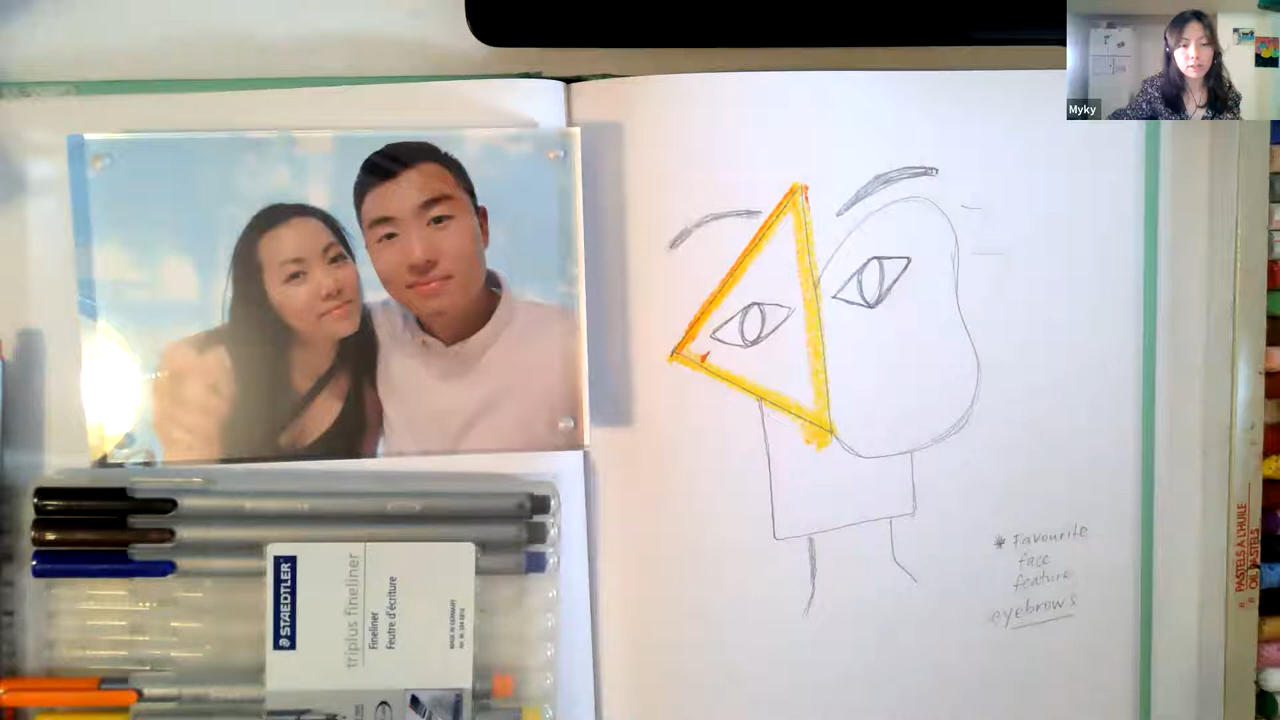 Myky
* Favourite
face
feature
eyebrows
STAEDTLER
triplus fineliner
Fineliner
Feutre d'écriture
MADE IN GERMANY
PASTELS À L'HUILE
OIL PASTELS